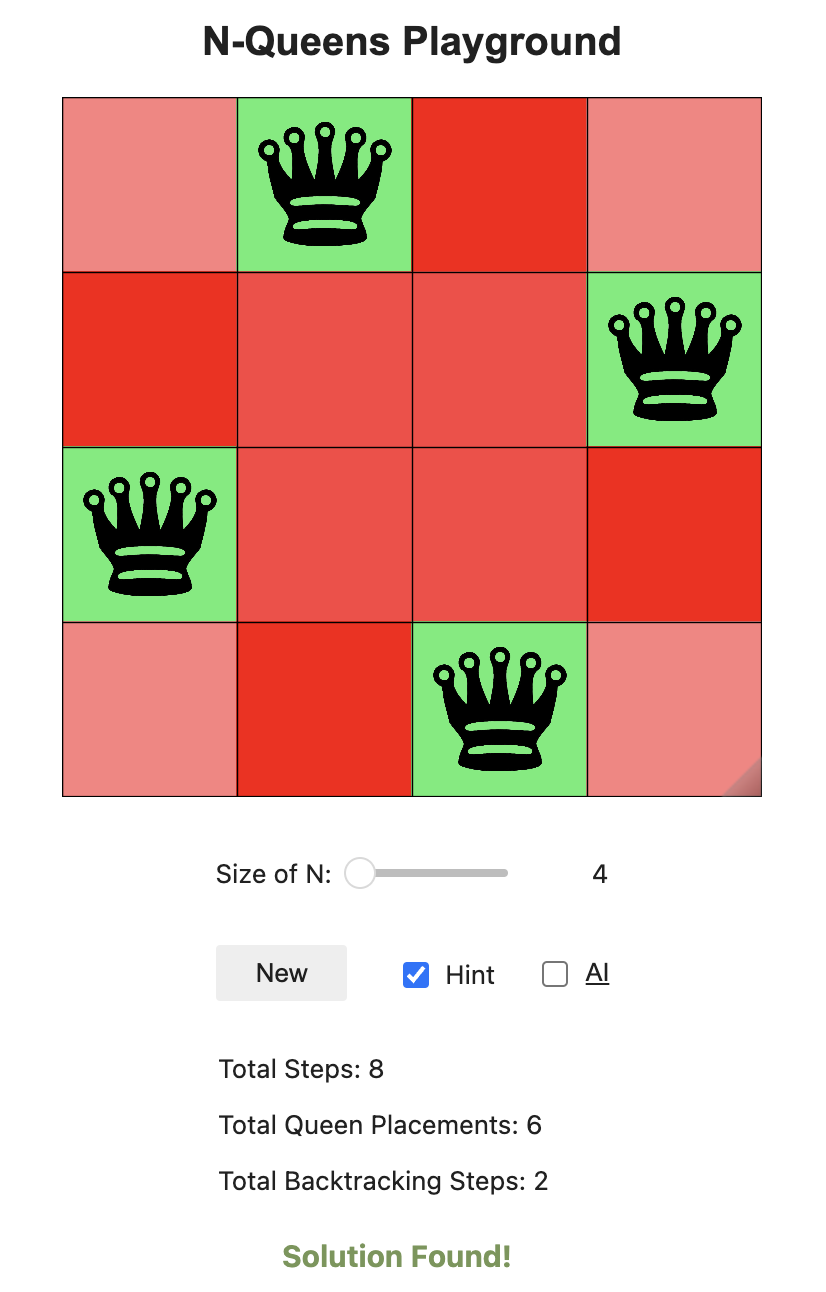 N-Queens Playground
Size of N: 4
New Hint AI
Total Steps: 8
Total Queen Placements: 6
Total Backtracking Steps: 2
Solution Found!